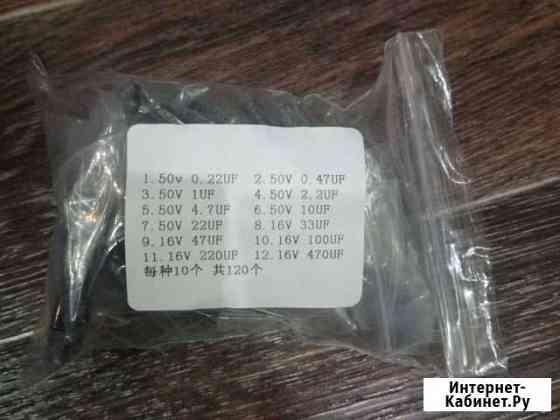 1.50v 0.22UF 2.50V 0.47UF
3.50V 1UF 4.50V 2.2UF
5.50V 4.7UF 6.50V 10UF
7.50V 22UF 8.16V 33UF
9.16V 47UF 10.16V 100UF
11.16V 220UF 12.16V 470UF
每种10个 共120个
Интернет-
Кабинет.Ру